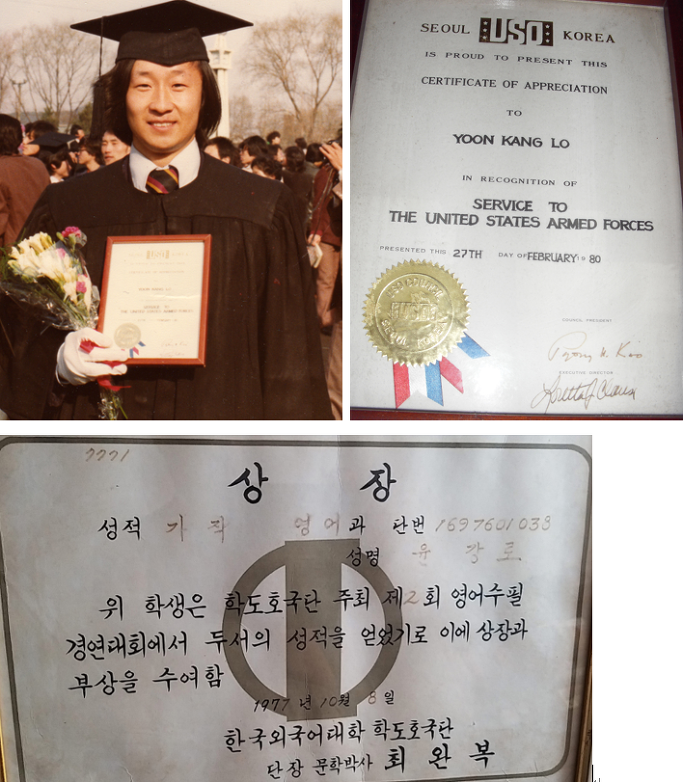 SEOUL USO KOREA
IS PROUD TO PRESENT THIS
CERTIFICATE OF APPRECIATION
TO
YOON KANG LO
IN RECOGNITION OF
SERVICE TO
THE UNITED STATES ARMED FORCES
PRESENTED THIS 27TH DAY OF FEBRUARY 19 80
COUNCIL PRESIDENT
EXECUTIVE DIRECTOR
7771
상 장
성적 가작 영어과 단번 1697601038
성명 윤 강 로
위 학생은 학도호국단 주최 제2회 영어수필
경연대회에서 두서의 성적을 얻었기로 이에 상장과
부상을 수여함
1977년 10월 8일
한국외국어대학 학도호국단
단장 문학박사 최 완 복